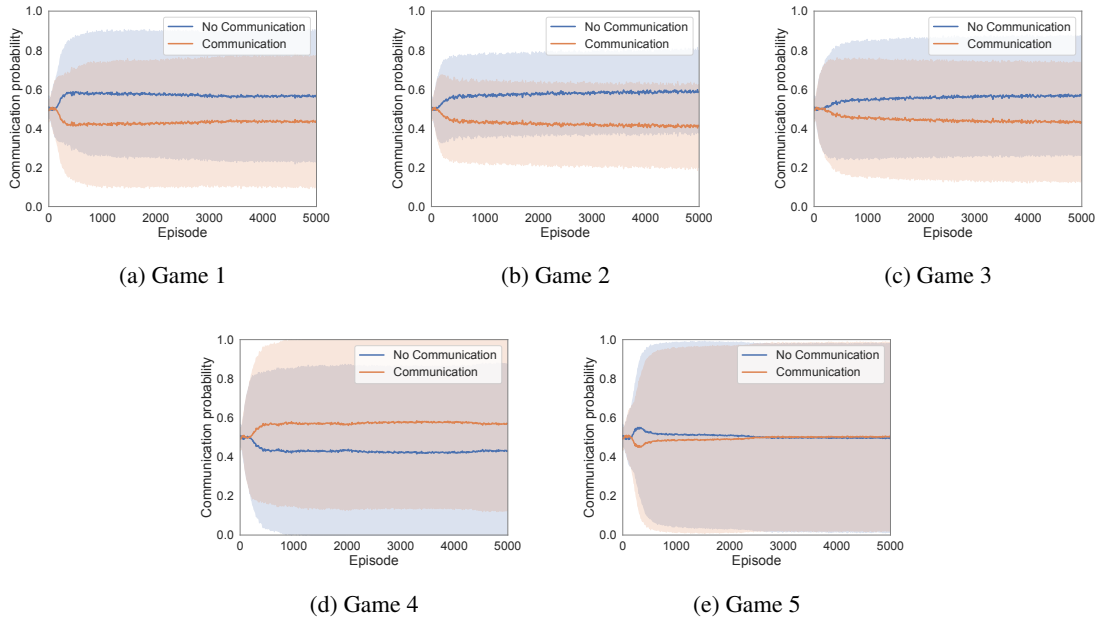 1.0
0.8
0.6
0.4
0.2
0.0
Communication probability
No Communication
Communication
0 1000 2000 3000 4000 5000
Episode
(a) Game 1
1.0
0.8
0.6
0.4
0.2
0.0
Communication probability
No Communication
Communication
0 1000 2000 3000 4000 5000
Episode
(b) Game 2
1.0
0.8
0.6
0.4
0.2
0.0
Communication probability
No Communication
Communication
0 1000 2000 3000 4000 5000
Episode
(c) Game 3
1.0
0.8
0.6
0.4
0.2
0.0
Communication probability
No Communication
Communication
0 1000 2000 3000 4000 5000
Episode
(d) Game 4
1.0
0.8
0.6
0.4
0.2
0.0
Communication probability
No Communication
Communication
0 1000 2000 3000 4000 5000
Episode
(e) Game 5